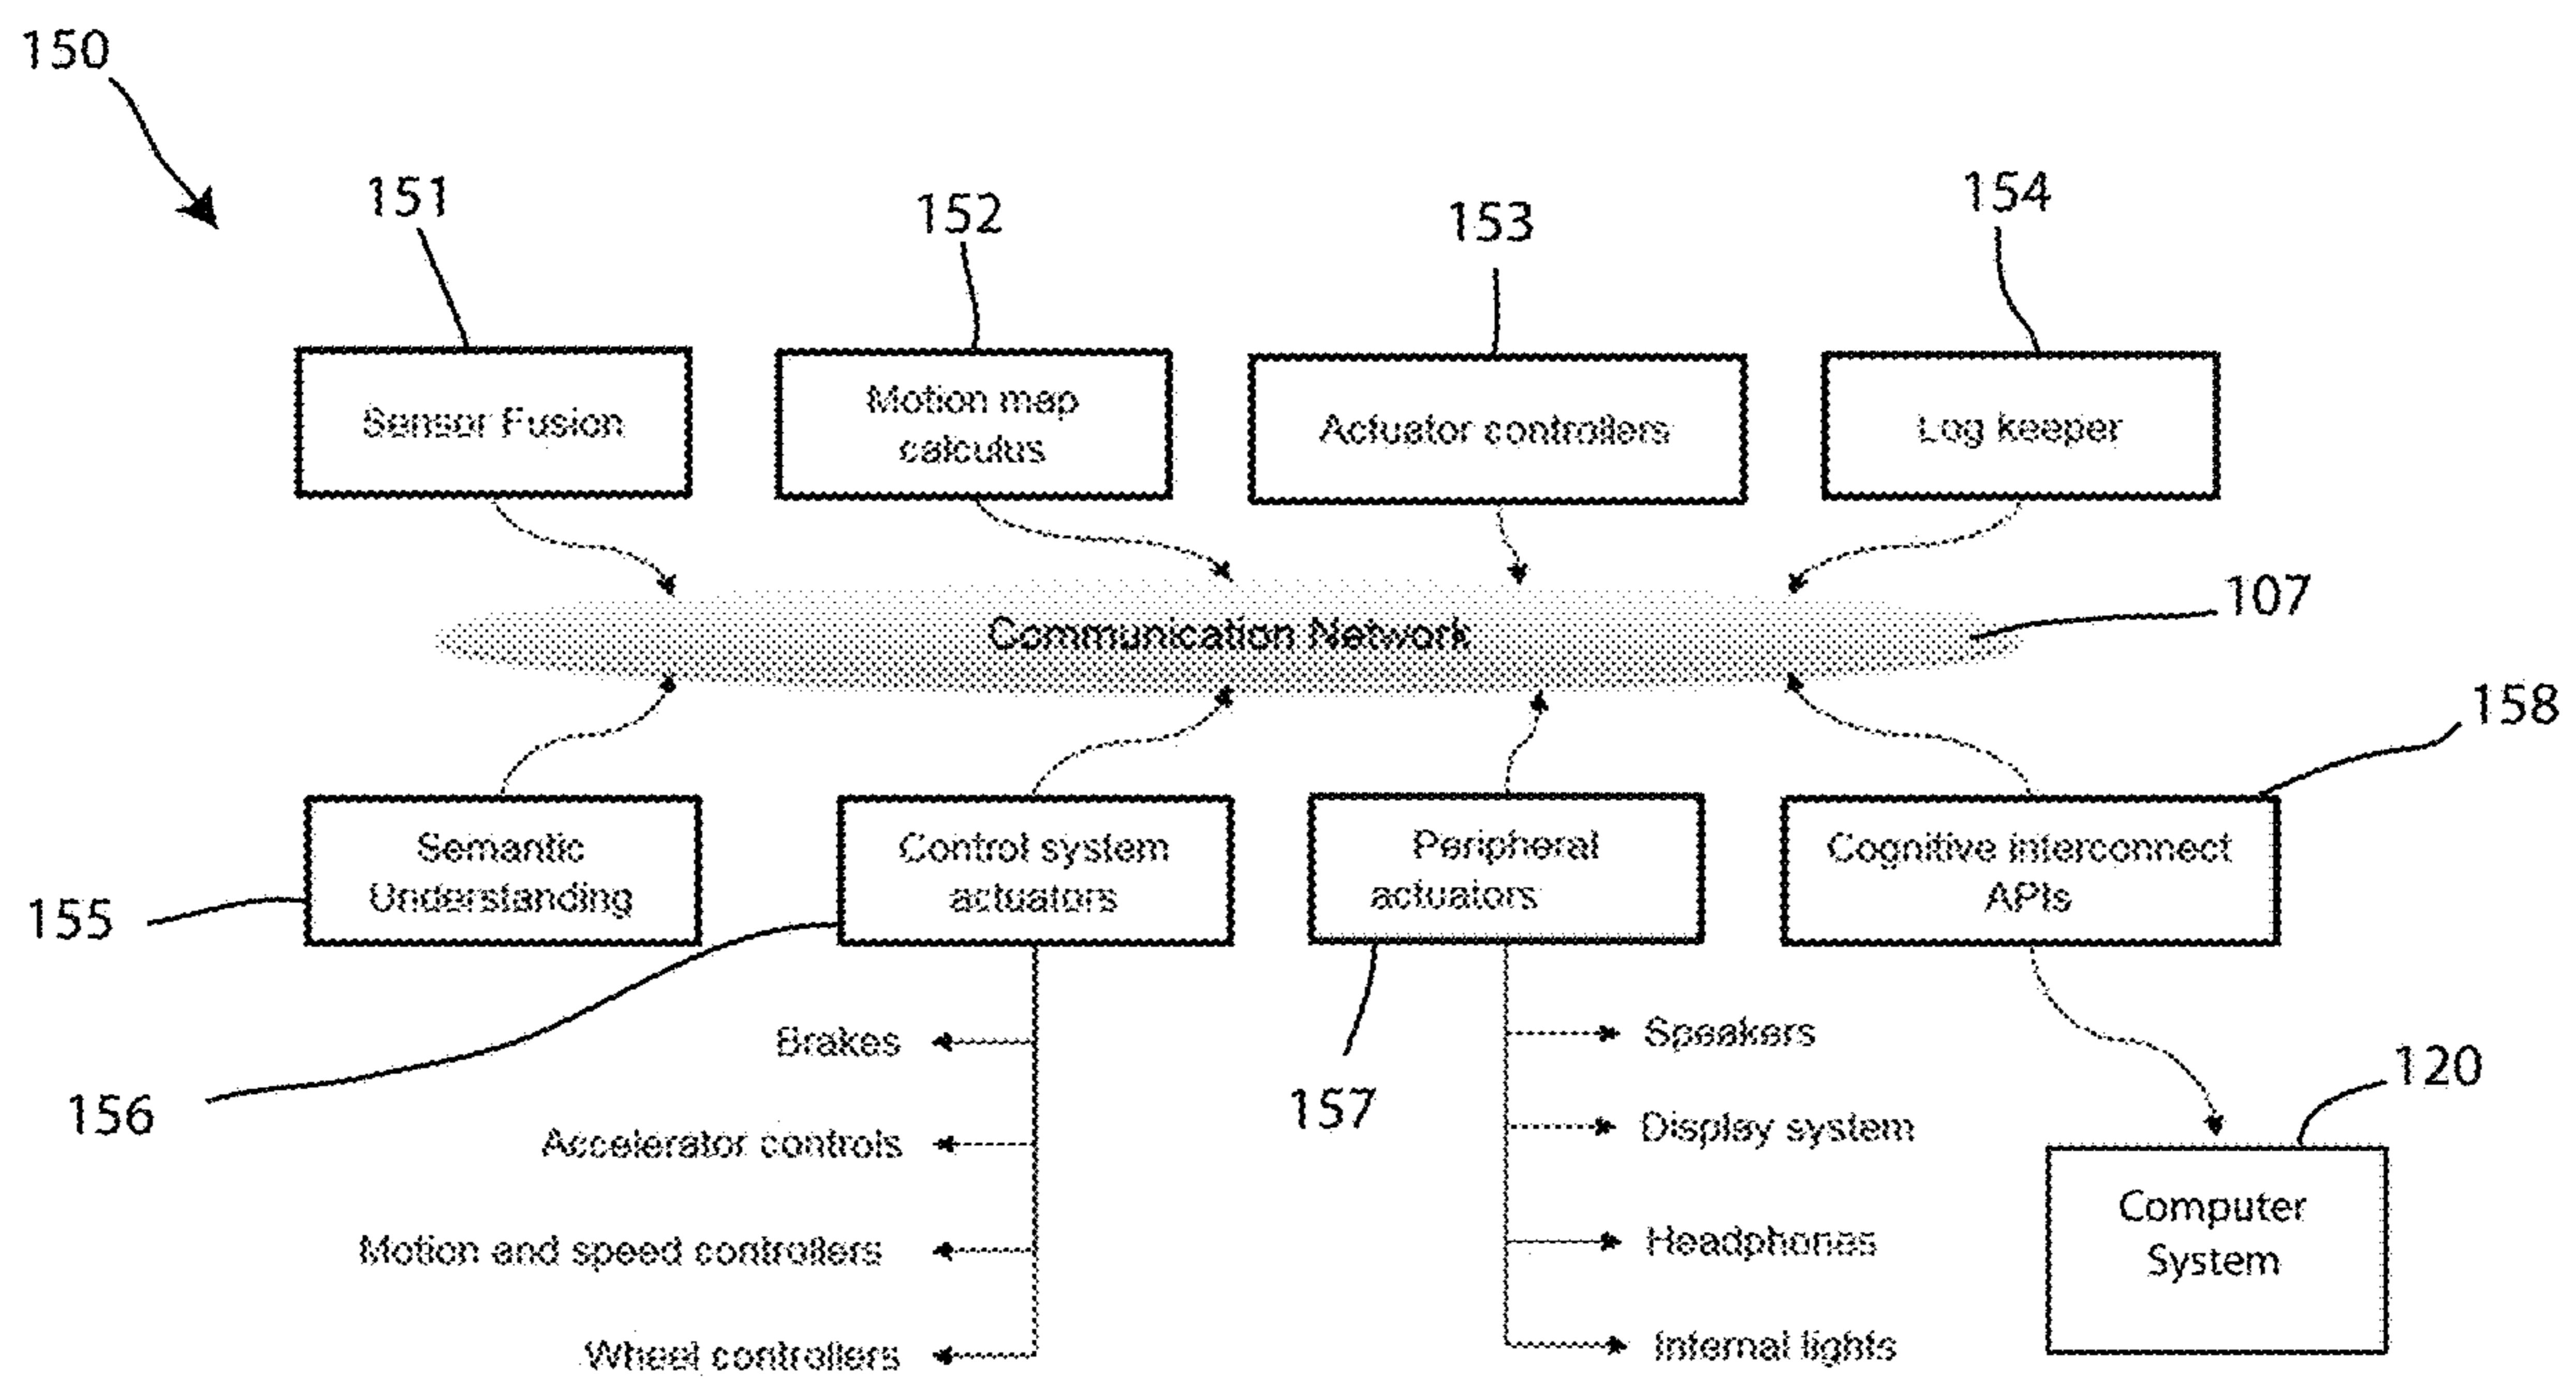 150
151
152
153
154
Sensor Fusion
Motion map
calculus
Actuator controllers
Log keeper
Communication Network
107
158
Semantic
Understanding
Control system
actuators
Peripheral
actuators
Cognitive interconnect
APIs
155
156
157
Brakes
Accelerator controls
Motion and speed controllers
Wheel controllers
Speakers
Display system
Headphones
Internal lights
120
Computer
System